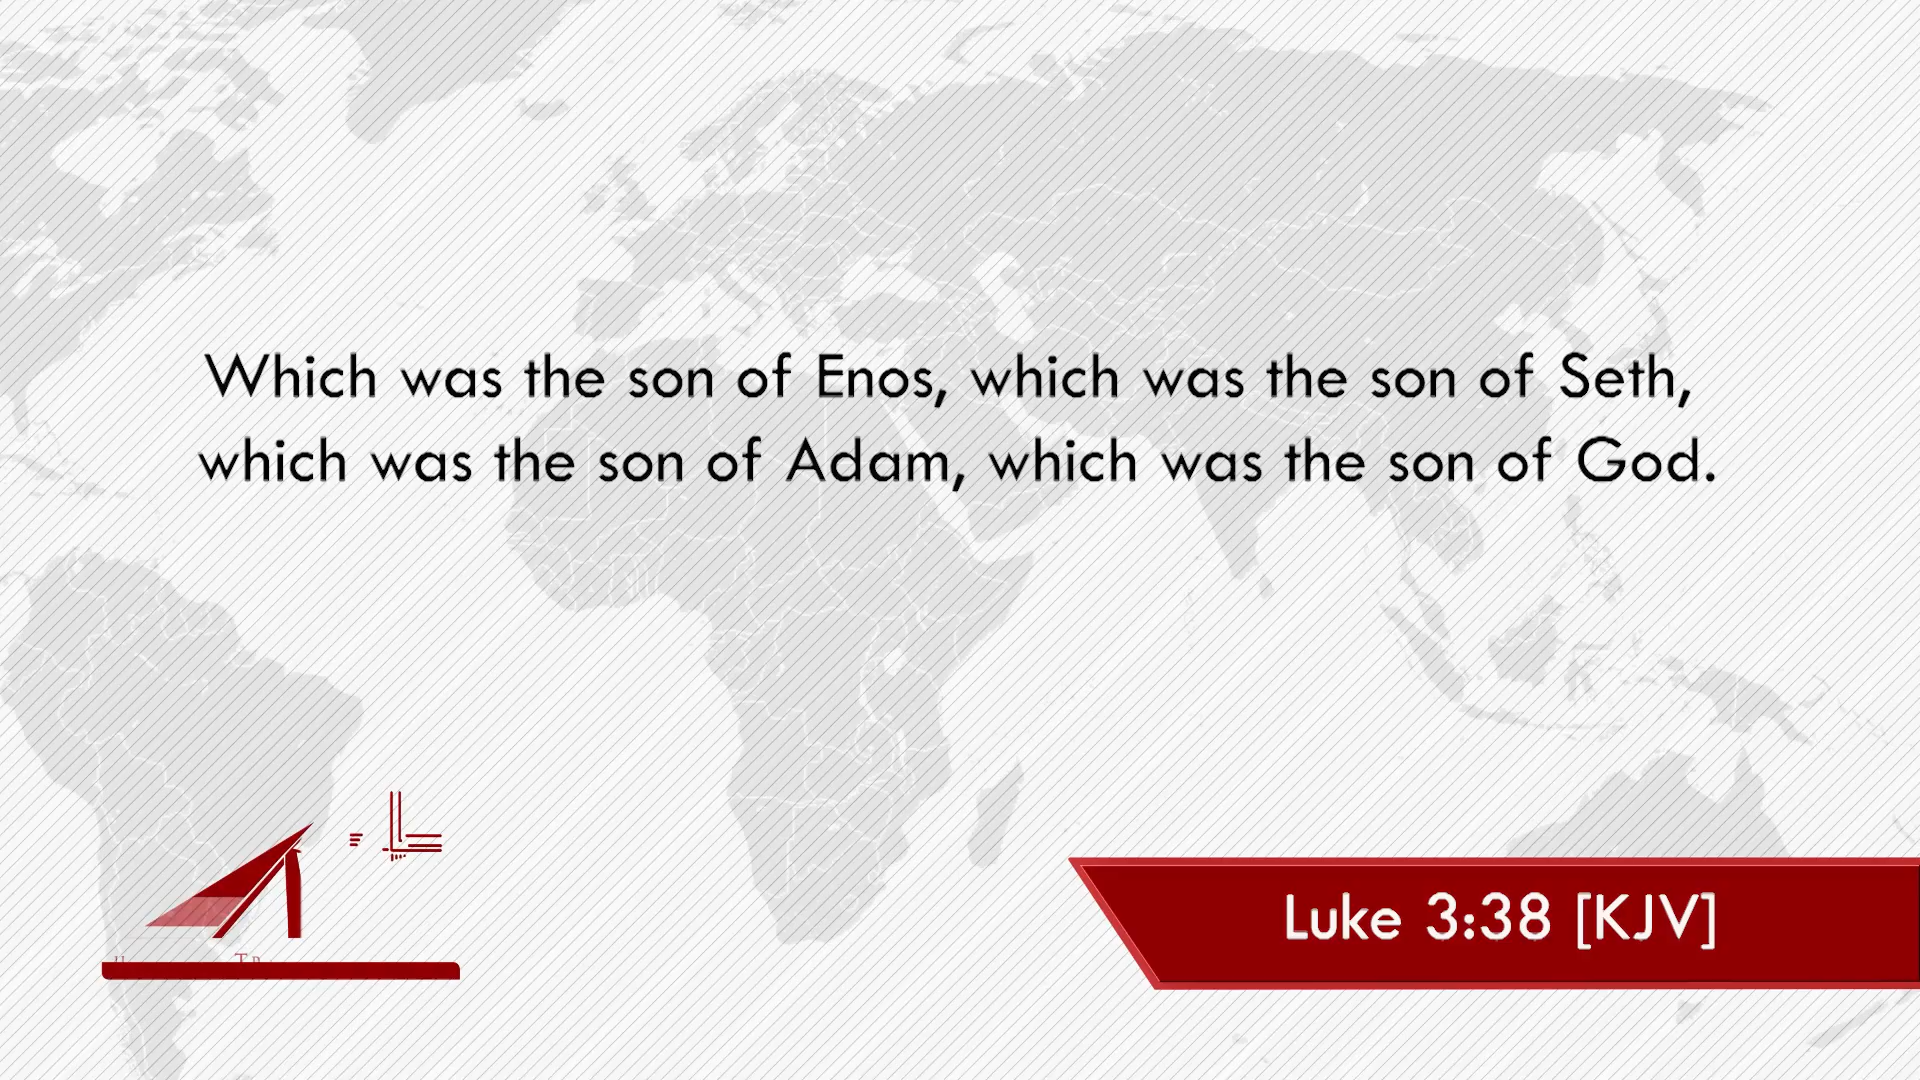 Which was the son of Enos, which was the son of Seth,
which was the son of Adam, which was the son of God.
Luke 3:38 [KJV]